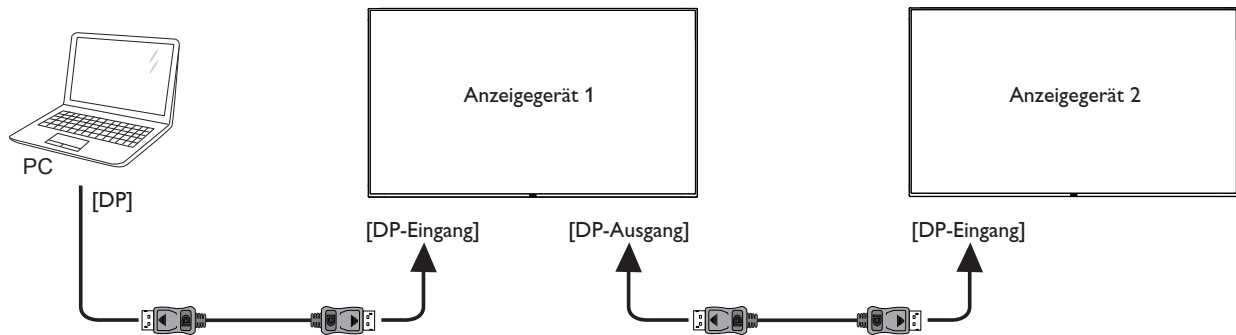 Anzeigegerät 1
Anzeigegerät 2
PC
[DP]
[DP-Eingang]
[DP-Ausgang]
[DP-Eingang]